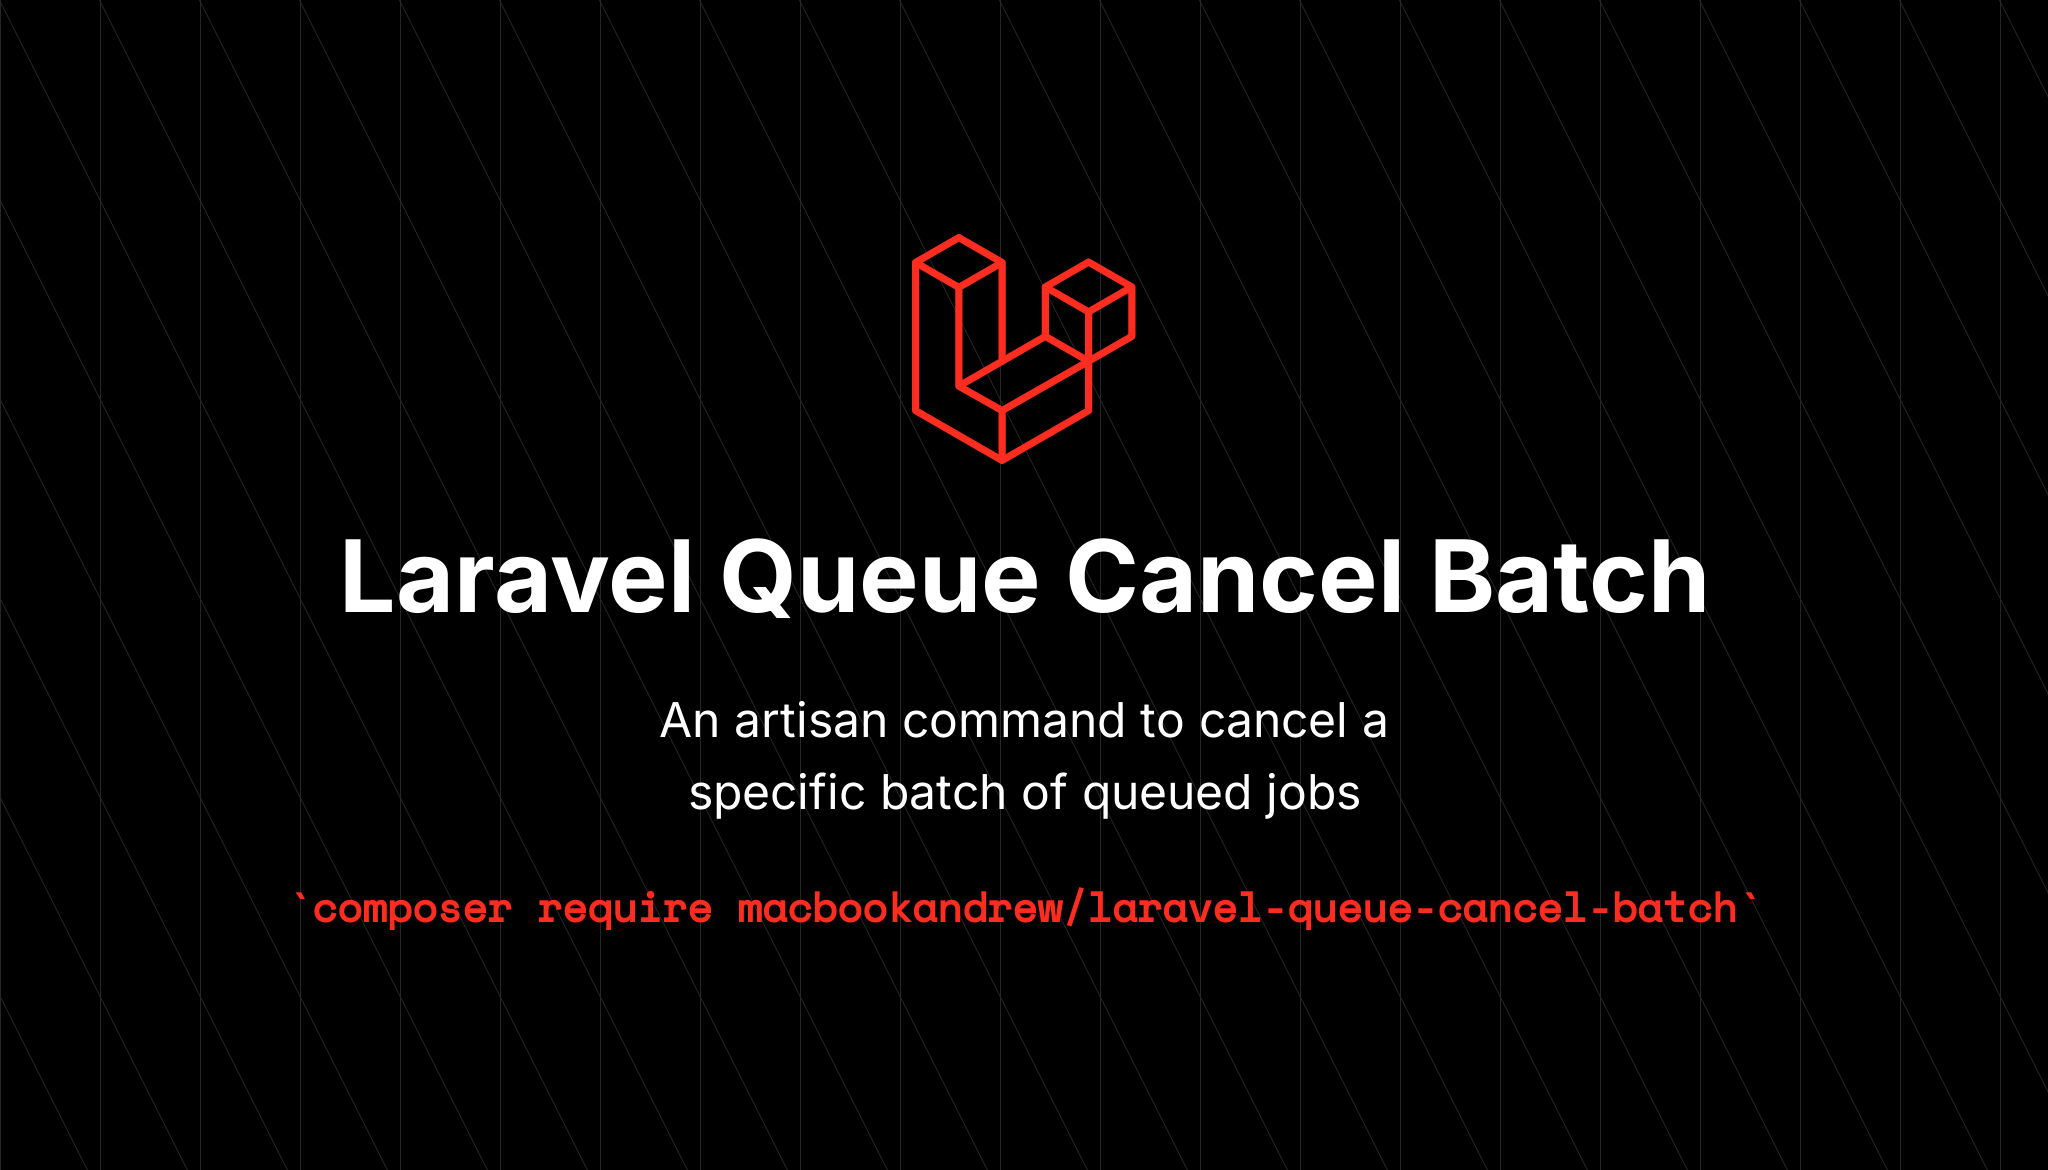 Laravel Queue Cancel Batch
An artisan command to cancel a
specific batch of queued jobs
`composer require macbookandrew/laravel-queue-cancel-batch`